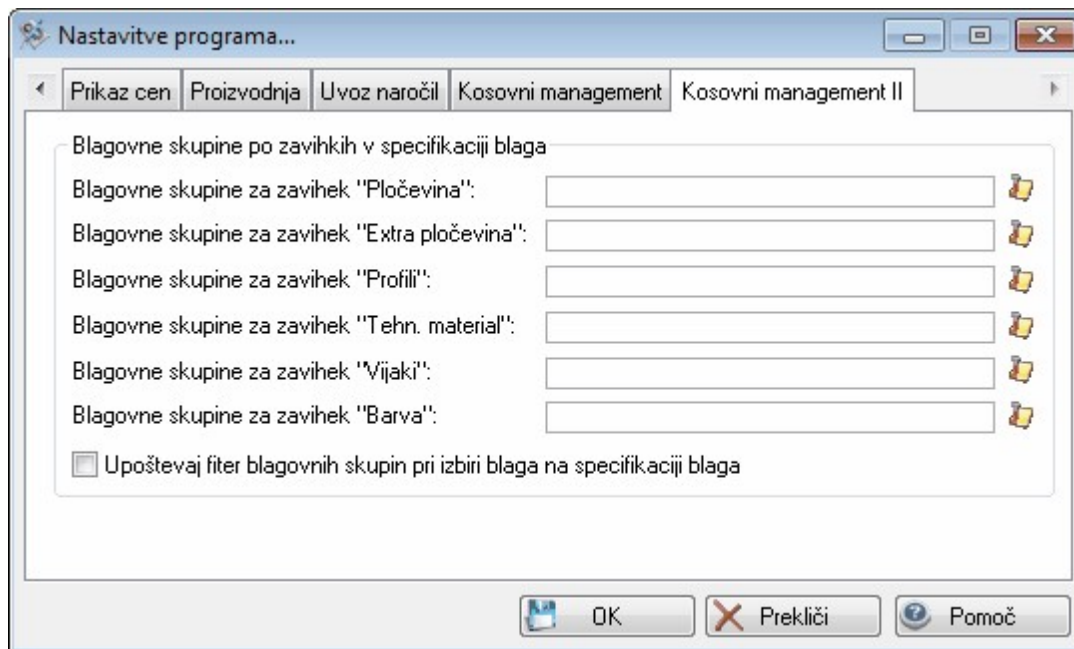 Nastavitve programa...
Prikaz cen Proizvodnja Uvoz naročil Kosovni management Kosovni management II
Blagovne skupine po zavihkih v specifikaciji blaga
Blagovne skupine za zavihek "Pločevina":
Blagovne skupine za zavihek "Extra pločevina":
Blagovne skupine za zavihek "Profili":
Blagovne skupine za zavihek "Tehn. material":
Blagovne skupine za zavihek "Vijaki":
Blagovne skupine za zavihek "Barva":
Upoštevaj fiter blagovnih skupin pri izbiri blaga na specifikaciji blaga
OK Prekliči Pomoč